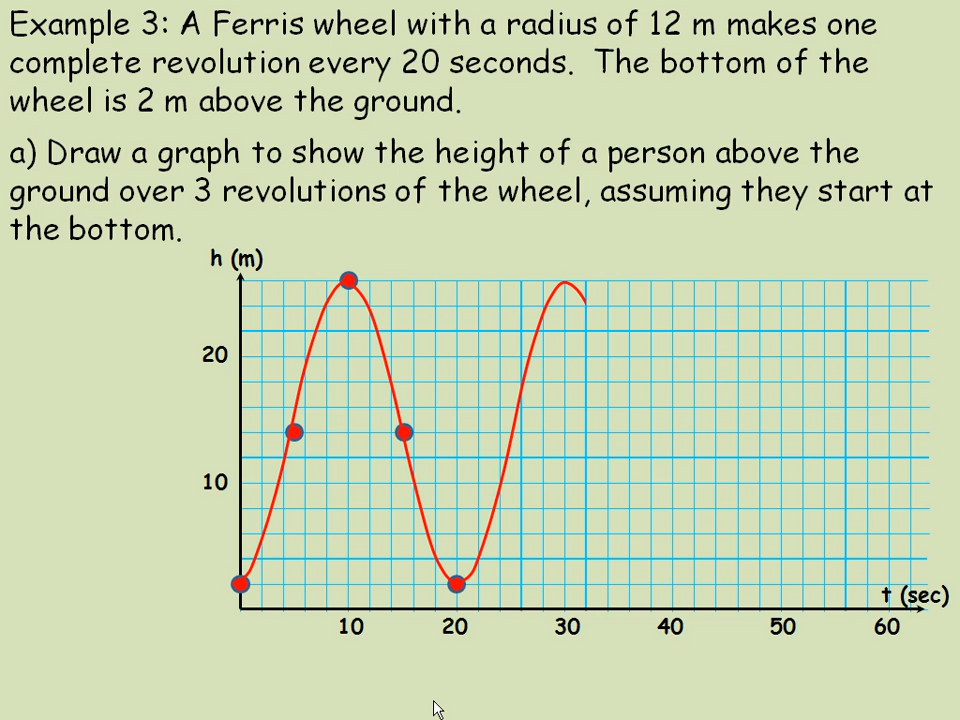 Example 3: A Ferris wheel with a radius of 12 m makes one
complete revolution every 20 seconds. The bottom of the
wheel is 2 m above the ground.
a) Draw a graph to show the height of a person above the
ground over 3 revolutions of the wheel, assuming they start at
the bottom.
h (m)
20
10
t (sec)
10 20 30 40 50 60